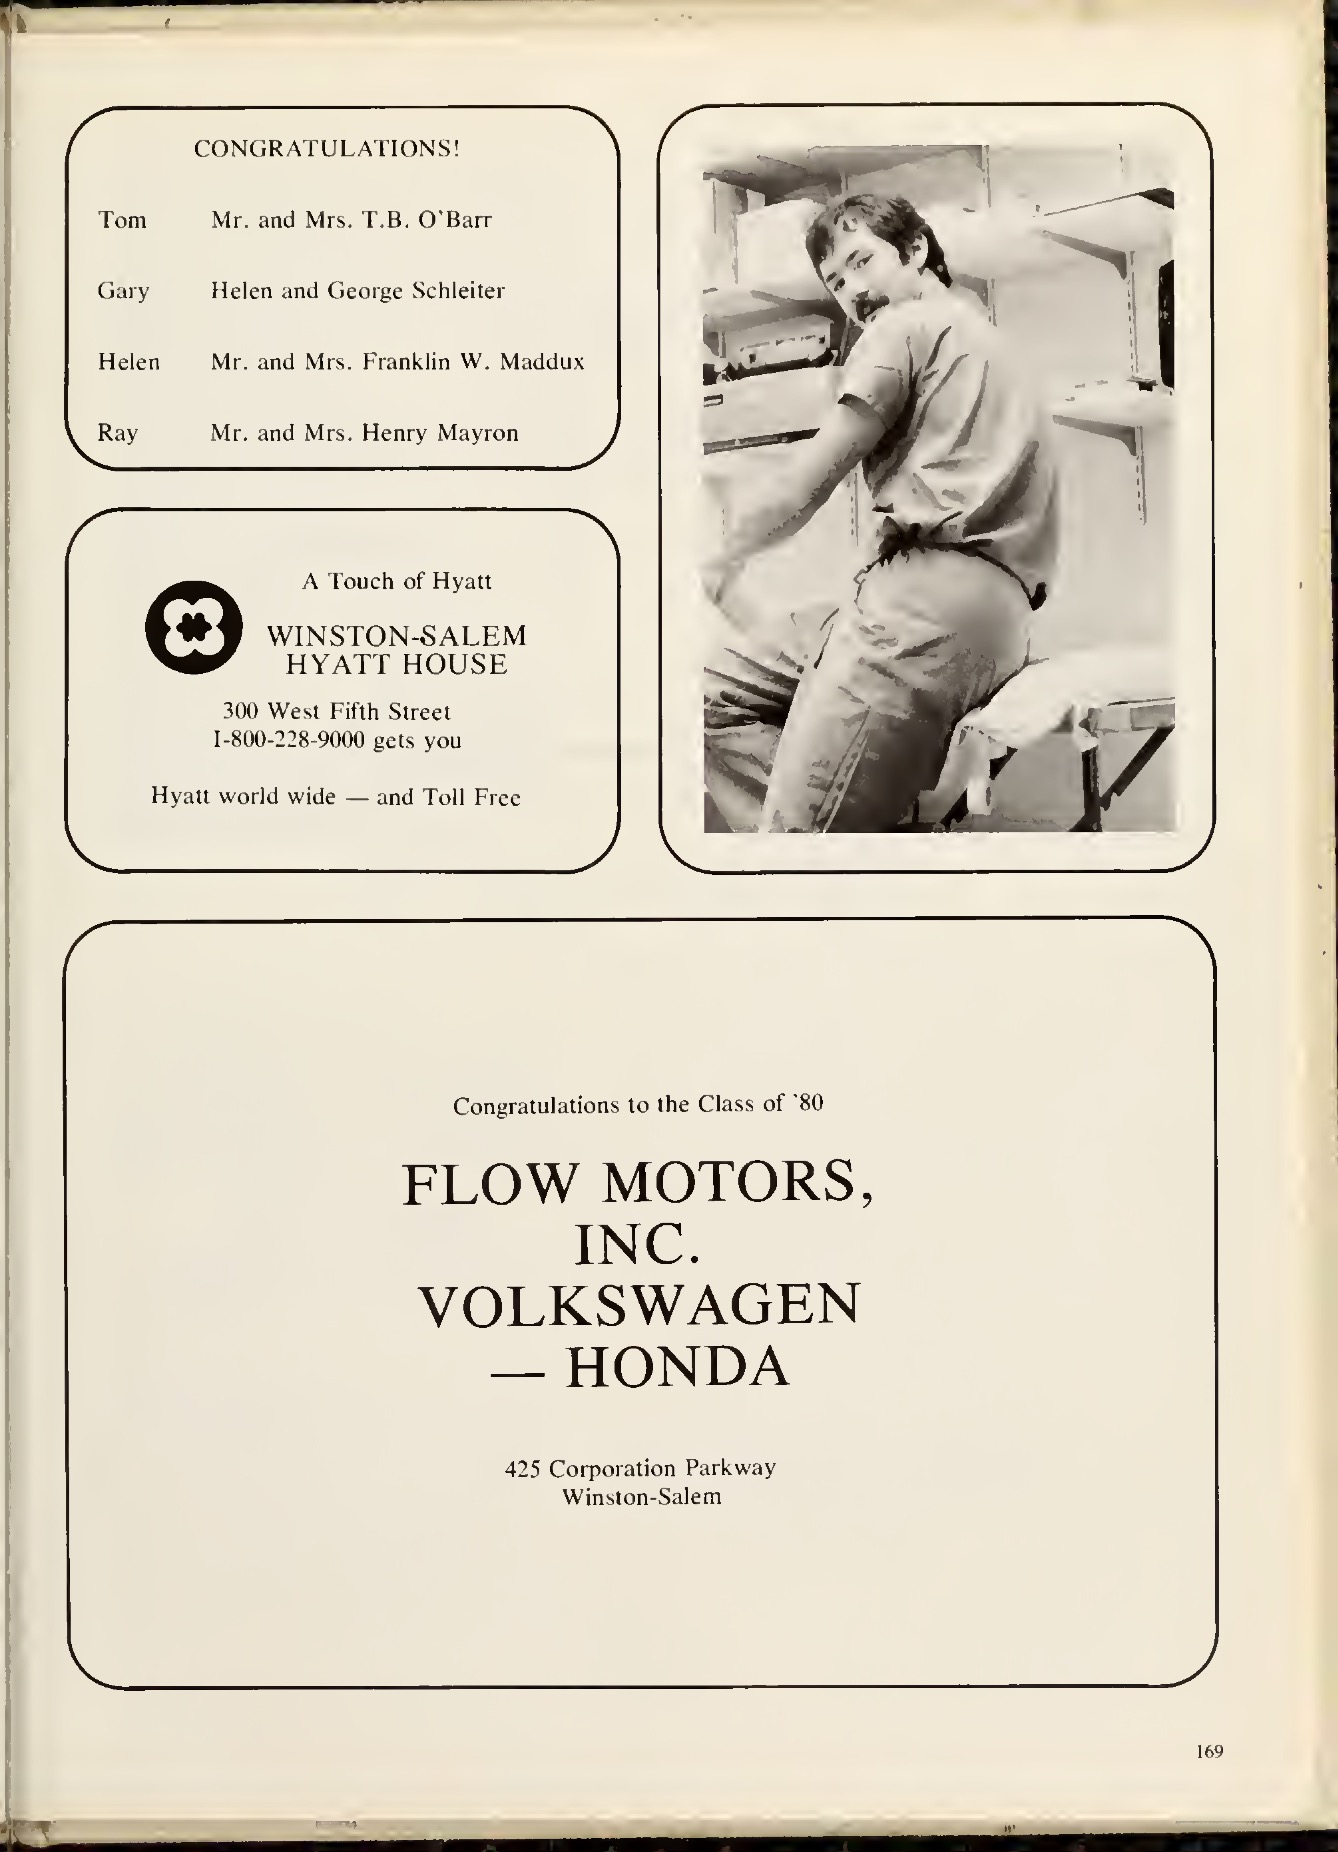 CONGRATULATIONS!
Tom Mr. and Mrs. T.B. O'Barr
Gary Helen and George Schleiter
Helen Mr. and Mrs. Franklin W. Maddux
Ray Mr. and Mrs. Henry Mayron
A Touch of Hyatt
WINSTON-SALEM
HYATT HOUSE
300 West Fifth Street
1-800-228-9000 gets you
Hyatt world wide — and Toll Free
Congratulations to the Class of '80
FLOW MOTORS,
INC.
VOLKSWAGEN
— HONDA
425 Corporation Parkway
Winston-Salem
169